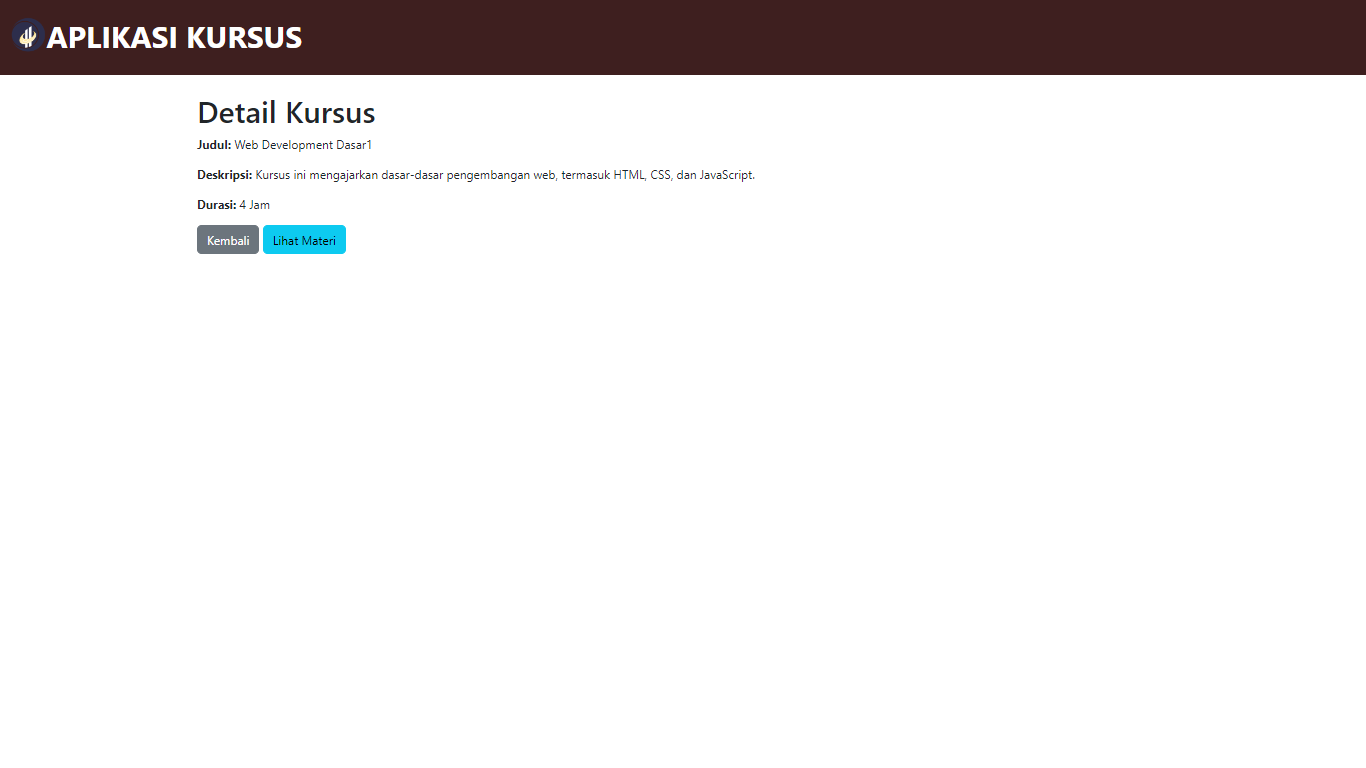 APLIKASI KURSUS
Detail Kursus
Judul: Web Development Dasar1
Deskripsi: Kursus ini mengajarkan dasar-dasar pengembangan web, termasuk HTML, CSS, dan JavaScript.
Durasi: 4 Jam
Kembali Lihat Materi